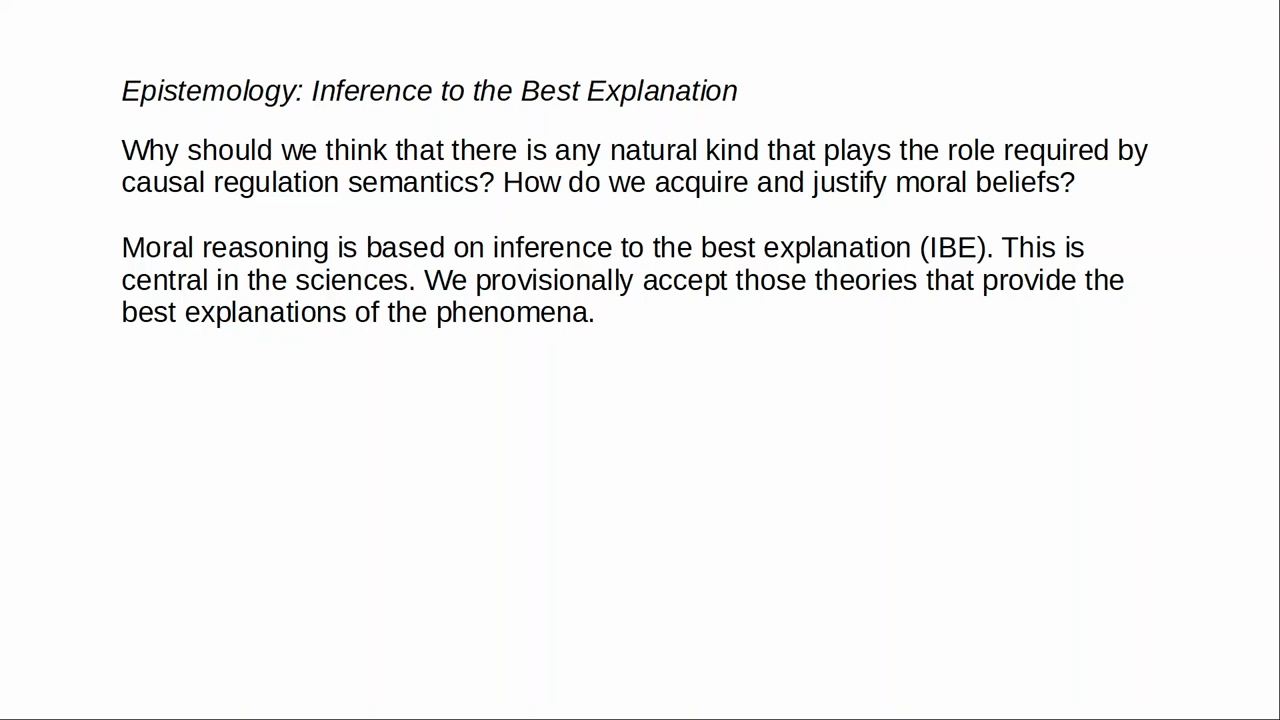 Epistemology: Inference to the Best Explanation
Why should we think that there is any natural kind that plays the role required by
causal regulation semantics? How do we acquire and justify moral beliefs?
Moral reasoning is based on inference to the best explanation (IBE). This is
central in the sciences. We provisionally accept those theories that provide the
best explanations of the phenomena.